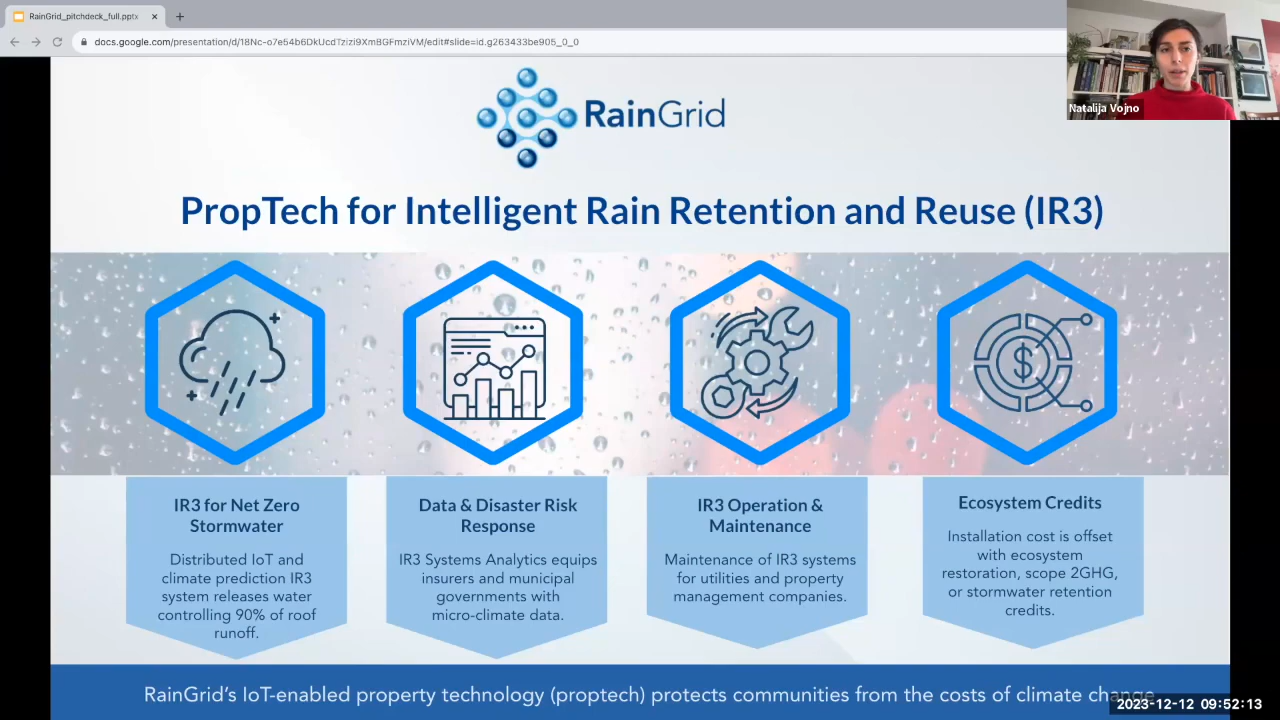 RainGrid_pitchdeck_full.pptx
docs.google.com/presentation/d/18Nc-o7e54b6DkUcdTzizi9XmBGFmziVM/edit#slide=id.g263433be905_0_0
Natalija Vojno
RainGrid
PropTech for Intelligent Rain Retention and Reuse (IR3)
IR3 for Net Zero
Stormwater
Distributed IoT and
climate prediction IR3
system releases water
controlling 90% of roof
runoff.
Data & Disaster Risk
Response
IR3 Systems Analytics equips
insurers and municipal
governments with
micro-climate data.
IR3 Operation &
Maintenance
Maintenance of IR3 systems
for utilities and property
management companies.
$
Ecosystem Credits
Installation cost is offset
with ecosystem
restoration, scope 2GHG,
or stormwater retention
credits.
RainGrid's IoT-enabled property technology (proptech) protects communities from the costs of climate change
2023-12-12 09:52:13